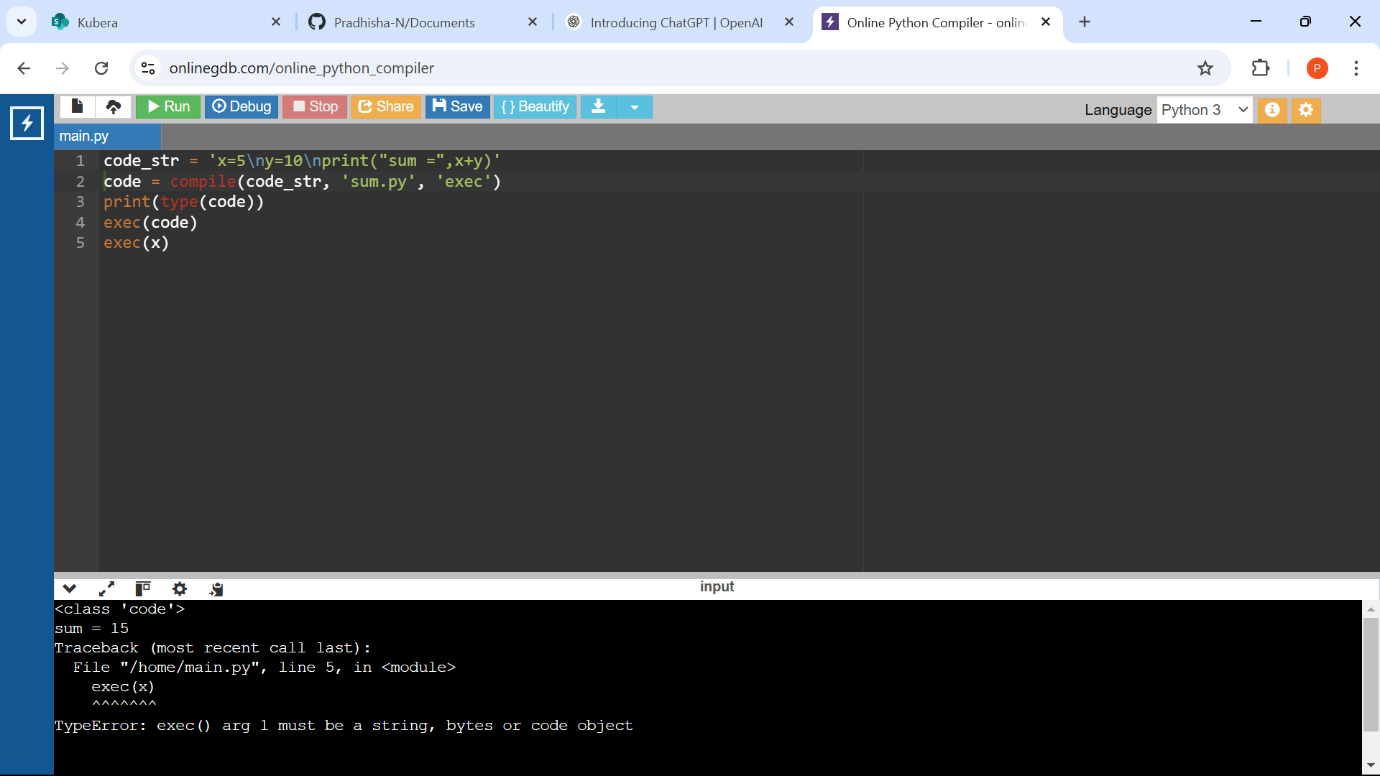 Kubera
Pradhisha-N/Documents
Introducing ChatGPT | OpenAI
Online Python Compiler - onlin
onlinegdb.com/online_python_compiler
P
Run
Debug
Stop
Share
Save
{ } Beautify
Language Python 3
main.py
1 code_str = 'x=5\ny=10\nprint("sum =",x+y)'
2 code = compile(code_str, 'sum.py', 'exec')
3 print(type(code))
4 exec(code)
5 exec(x)
input
<class 'code'>
sum = 15
Traceback (most recent call last):
  File "/home/main.py", line 5, in <module>
    exec(x)
    ^^^^^^^
TypeError: exec() arg 1 must be a string, bytes or code object